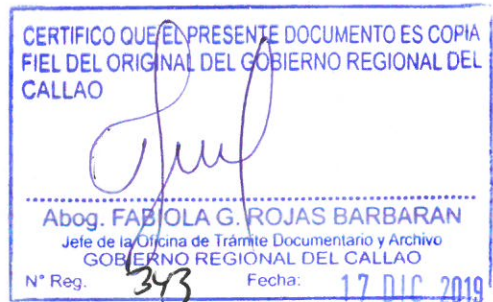 CERTIFICO QUE EL PRESENTE DOCUMENTO ES COPIA
FIEL DEL ORIGINAL DEL GOBIERNO REGIONAL DEL
CALLAO
Abog. FABIOLA G. ROJAS BARBARAN
Jefe de la Oficina de Trámite Documentario y Archivo
GOBIERNO REGIONAL DEL CALLAO
N° Reg. 343 Fecha: 17 DIC 2019